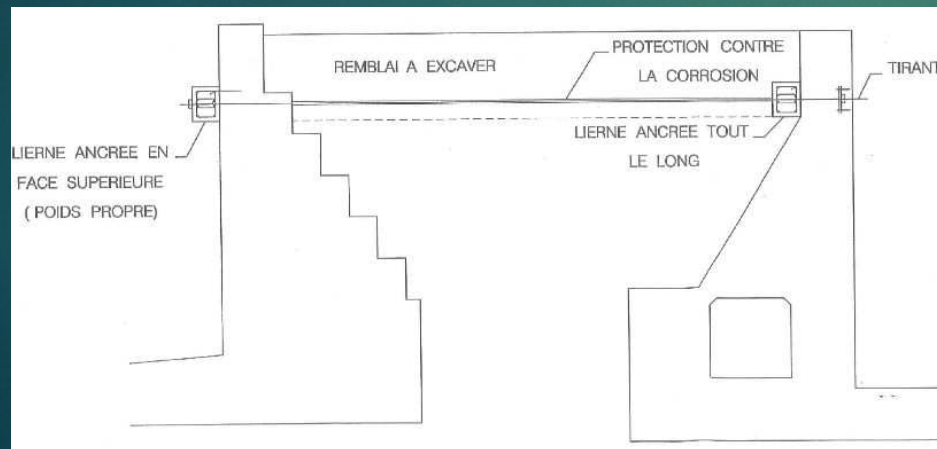 REMBLAI A EXCAVER
PROTECTION CONTRE
LA CORROSION
TIRANT
LIERNE ANCREE EN
FACE SUPERIEURE
( POIDS PROPRE)
LIERNE ANCREE TOUT
LE LONG